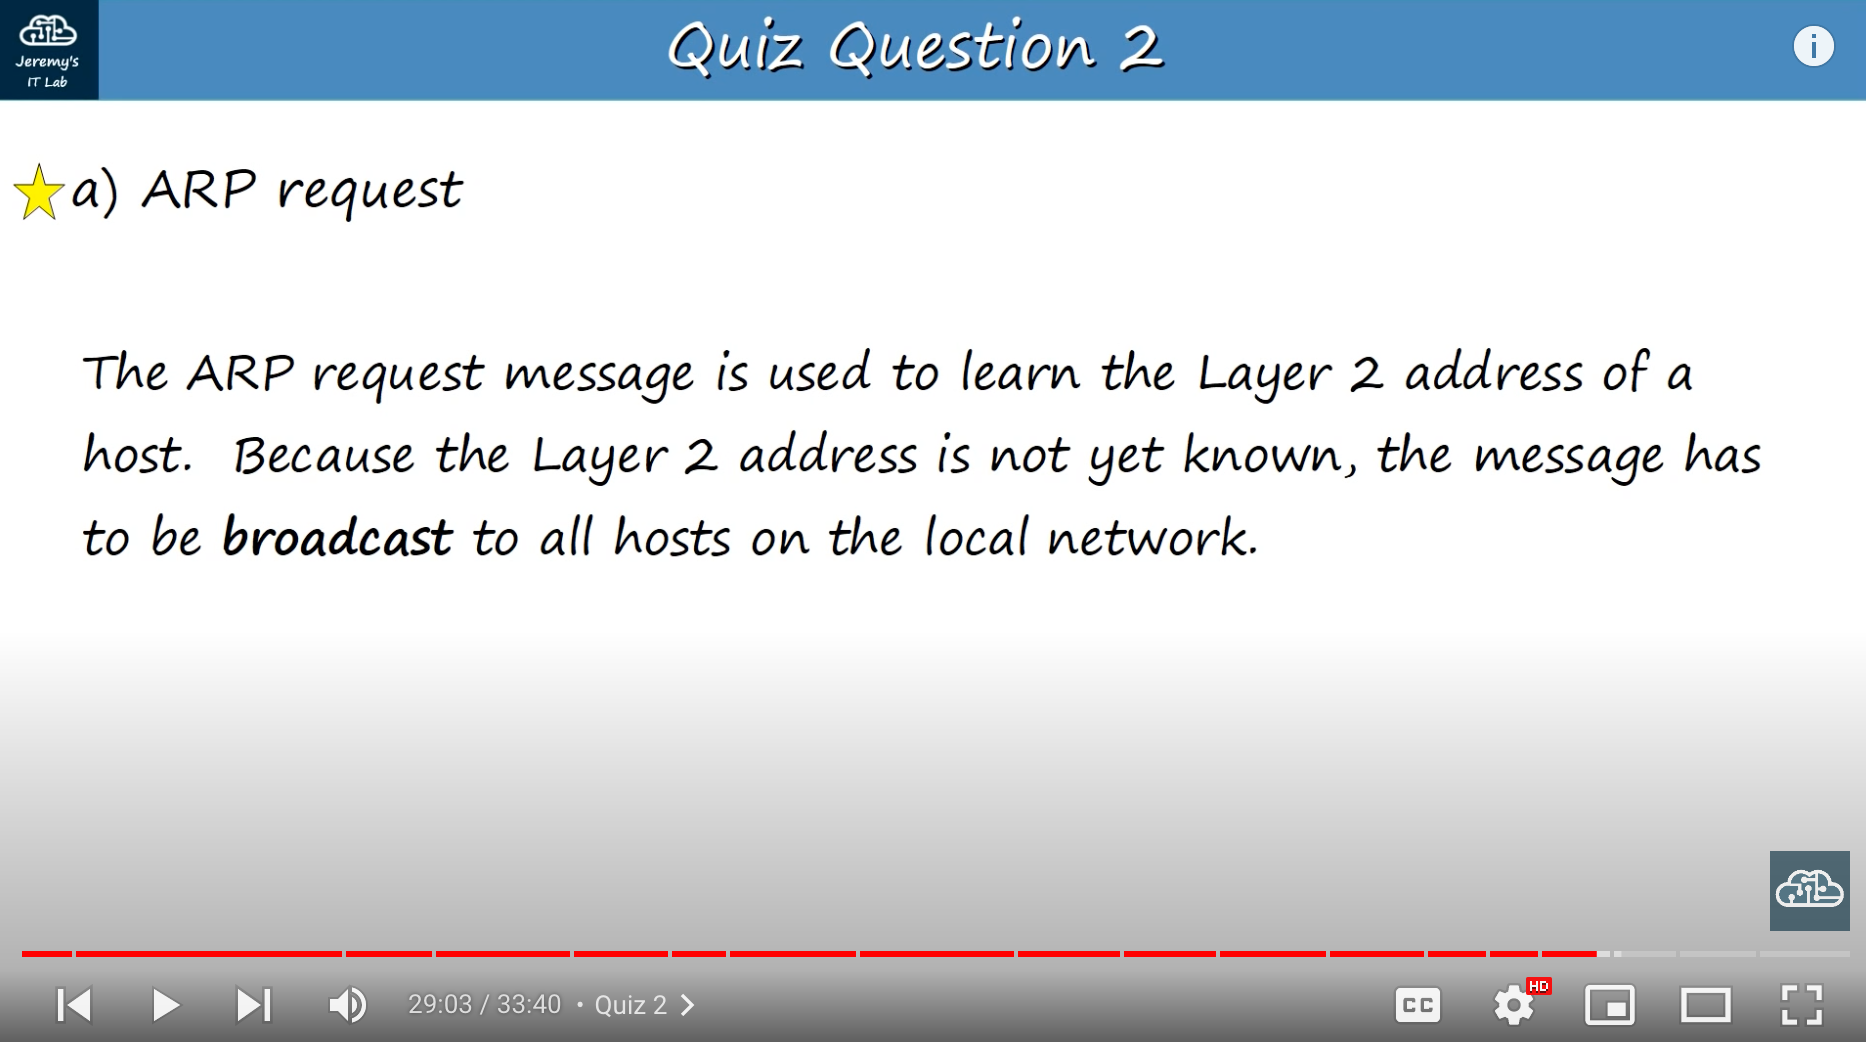 Jeremy's
IT Lab
Quiz Question 2
a) ARP request
The ARP request message is used to learn the Layer 2 address of a
host. Because the Layer 2 address is not yet known, the message has
to be broadcast to all hosts on the local network.
29:03 / 33:40 • Quiz 2
CC
HD